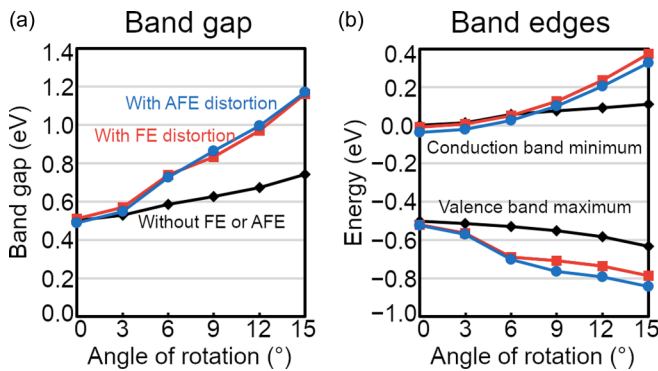 (a)
Band gap
1.4
1.2
1.0
0.8
0.6
0.4
0.2
0.0
Band gap (eV)
With AFE distortion
With FE distortion
Without FE or AFE
0 3 6 9 12 15
Angle of rotation (°)
(b)
Band edges
0.4
0.2
0.0
−0.2
−0.4
−0.6
−0.8
−1.0
Energy (eV)
Conduction band minimum
Valence band maximum
0 3 6 9 12 15
Angle of rotation (°)